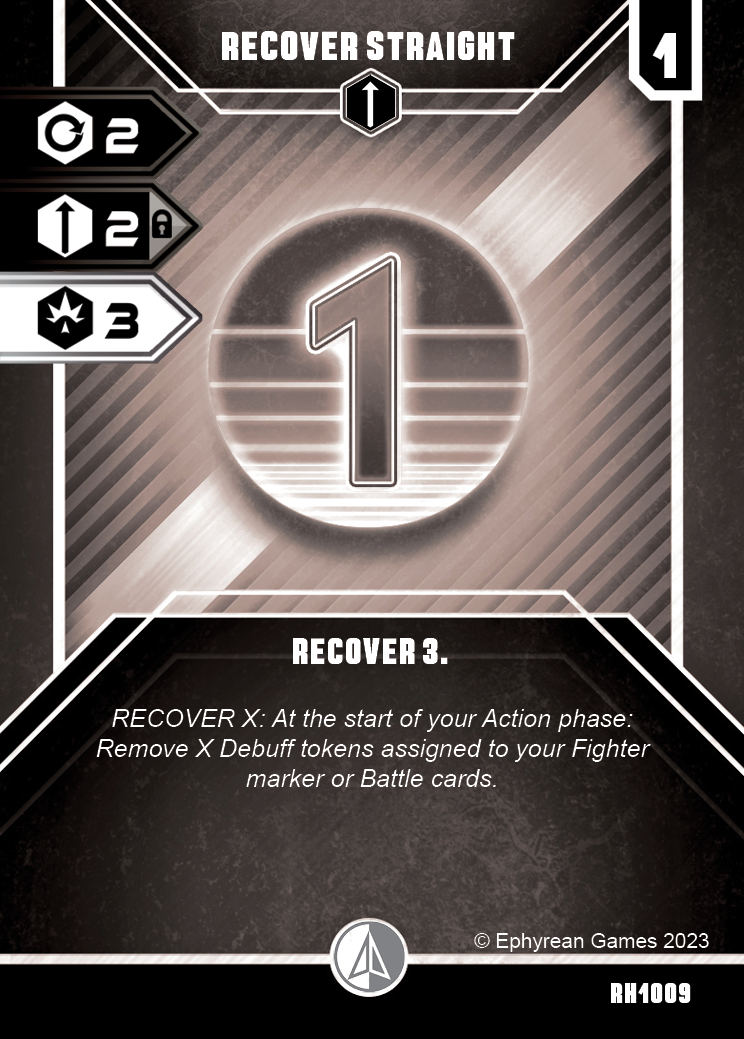 RECOVER STRAIGHT
1
2
2
3
1
RECOVER 3.
RECOVER X: At the start of your Action phase:
Remove X Debuff tokens assigned to your Fighter
marker or Battle cards.
© Ephyrean Games 2023
RH1009